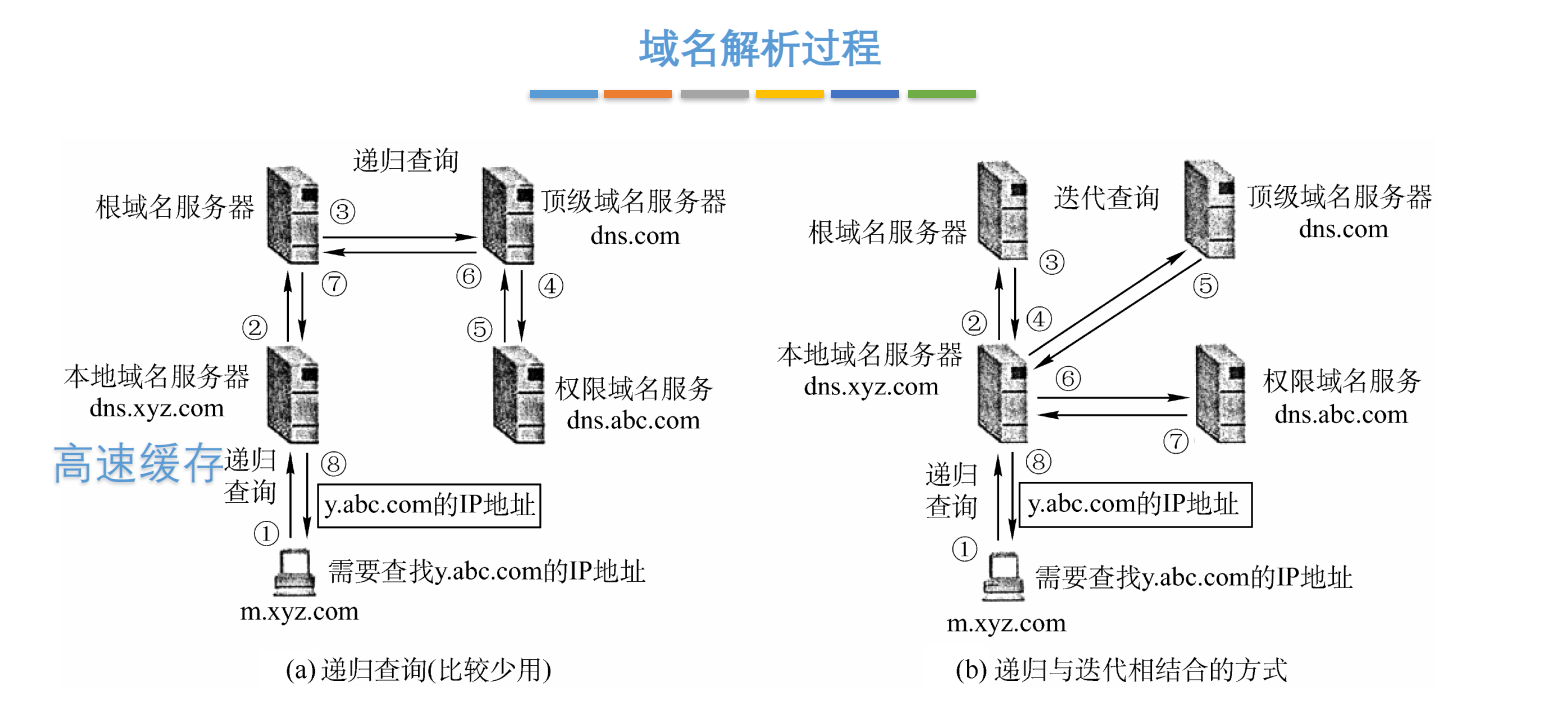 域名解析过程
递归查询
根域名服务器
③
顶级域名服务器
dns.com
⑦
⑥
④
②
⑤
本地域名服务器
dns.xyz.com
权限域名服务
dns.abc.com
高速缓存
递归
查询
⑧
y.abc.com的IP地址
①
需要查找y.abc.com的IP地址
m.xyz.com
(a) 递归查询(比较少用)
迭代查询
根域名服务器
顶级域名服务器
dns.com
③
⑤
②
④
本地域名服务器
dns.xyz.com
⑥
权限域名服务
dns.abc.com
⑦
递归
查询
⑧
y.abc.com的IP地址
①
需要查找y.abc.com的IP地址
m.xyz.com
(b) 递归与迭代相结合的方式